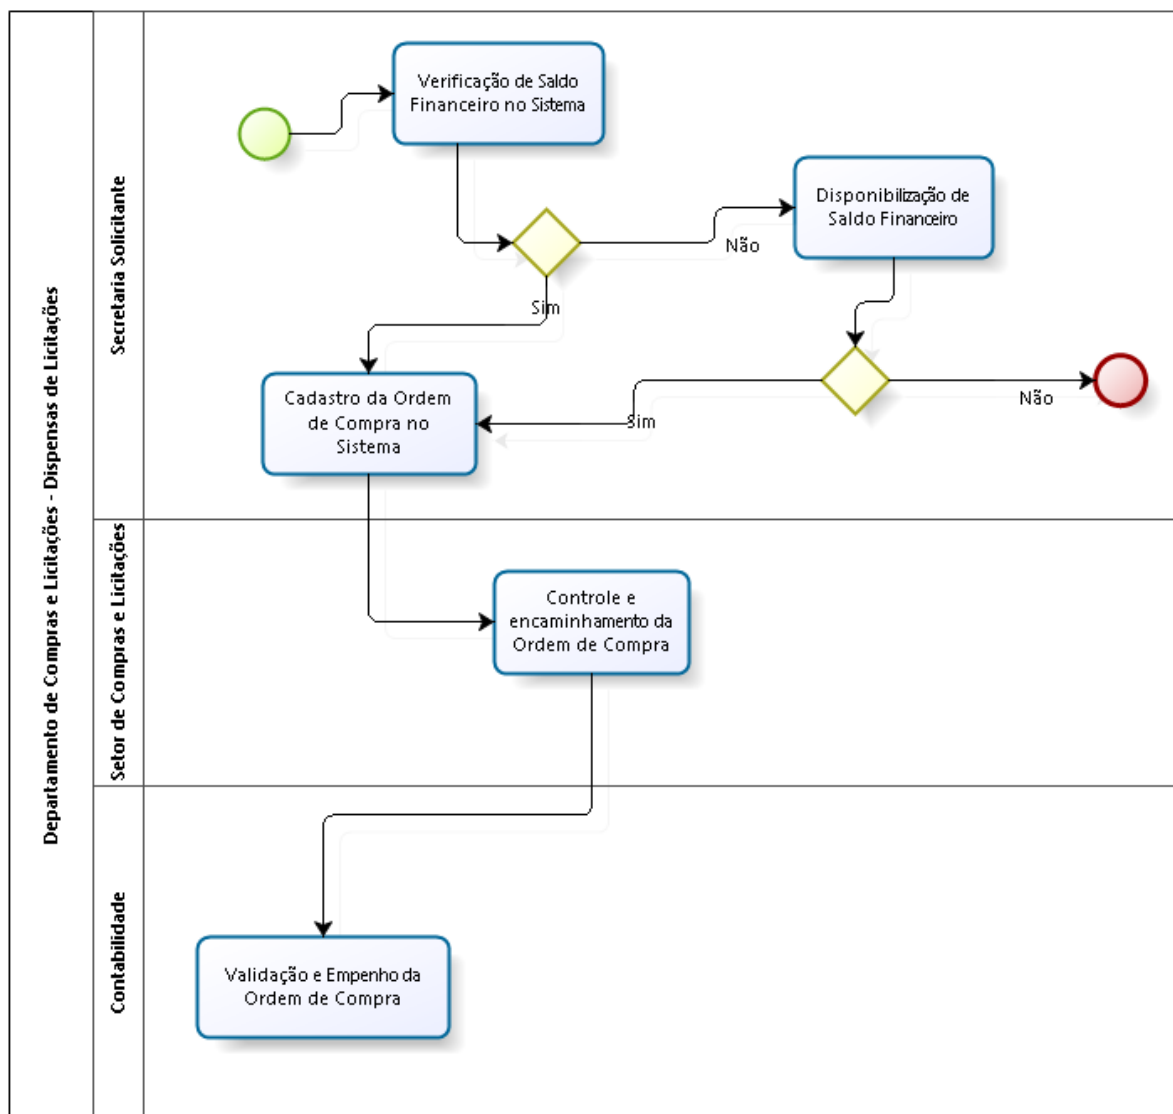 Departamento de Compras e Licitações - Dispensas de Licitações
Secretaria Solicitante
Verificação de Saldo
Financeiro no Sistema
Disponibilização de
Saldo Financeiro
Não
Sim
Cadastro da Ordem
de Compra no
Sistema
Sim
Não
Setor de Compras e Licitações
Controle e
encaminhamento da
Ordem de Compra
Contabilidade
Validação e Empenho da
Ordem de Compra